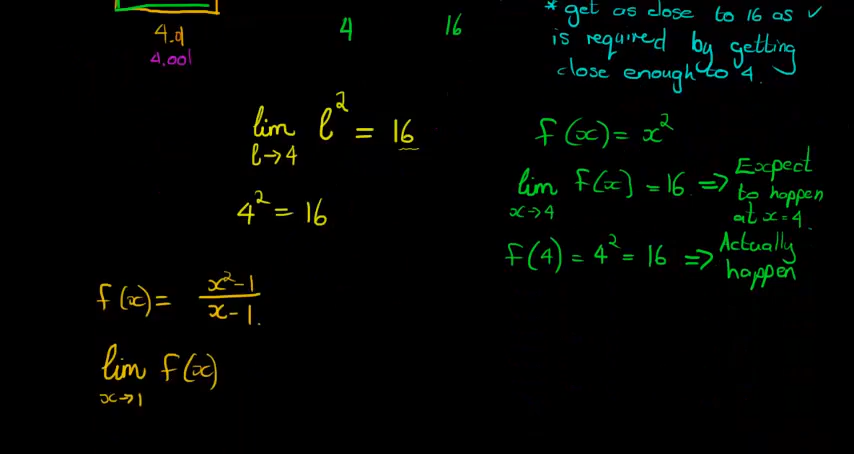 4.1
4.001
4 16
* get as close to 16 as ✓
is required by getting
close enough to 4.
lim l² = 16
l→4
4² = 16
f(x) = x²
lim f(x) = 16 => Expect
x→4 to happen
at x=4.
f(4) = 4² = 16 => Actually
happen
f(x) = x²-1
x-1.
lim f(x)
x→1